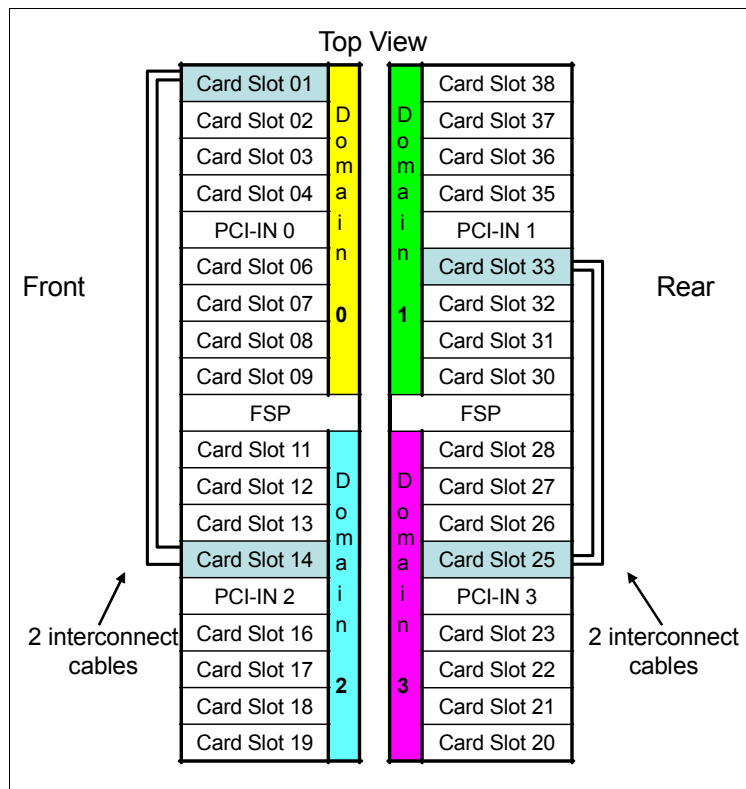 Top View
Front
Card Slot 01
Card Slot 02
Card Slot 03
Card Slot 04
PCI-IN 0
Card Slot 06
Card Slot 07
Card Slot 08
Card Slot 09
FSP
Card Slot 11
Card Slot 12
Card Slot 13
Card Slot 14
PCI-IN 2
Card Slot 16
Card Slot 17
Card Slot 18
Card Slot 19
Domain 0
Domain 2
2 interconnect
cables
Domain 1
Domain 3
Card Slot 38
Card Slot 37
Card Slot 36
Card Slot 35
PCI-IN 1
Card Slot 33
Card Slot 32
Card Slot 31
Card Slot 30
FSP
Card Slot 28
Card Slot 27
Card Slot 26
Card Slot 25
PCI-IN 3
Card Slot 23
Card Slot 22
Card Slot 21
Card Slot 20
Rear
2 interconnect
cables